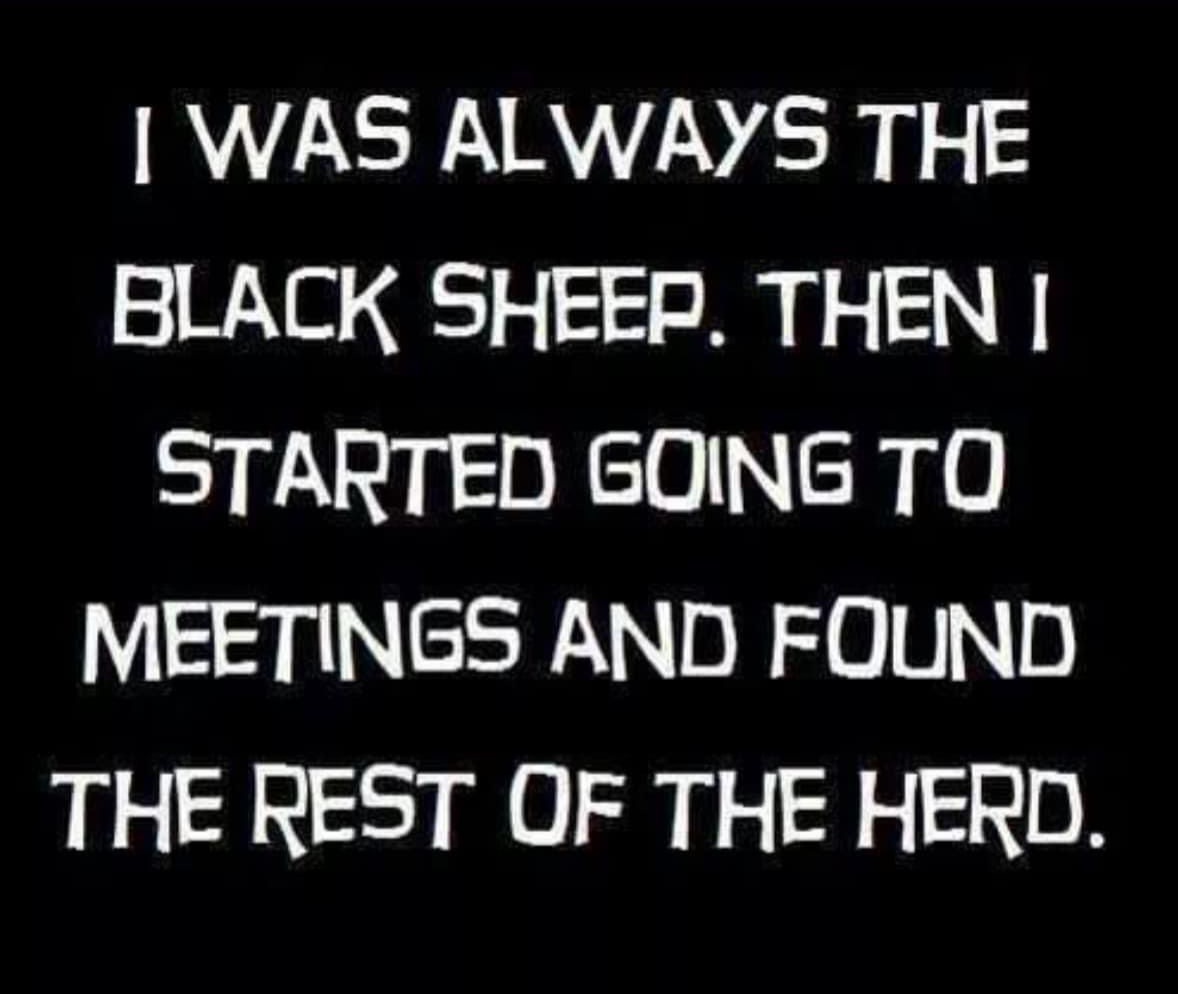 I WAS ALWAYS THE
BLACK SHEEP. THEN I
STARTED GOING TO
MEETINGS AND FOUND
THE REST OF THE HERD.